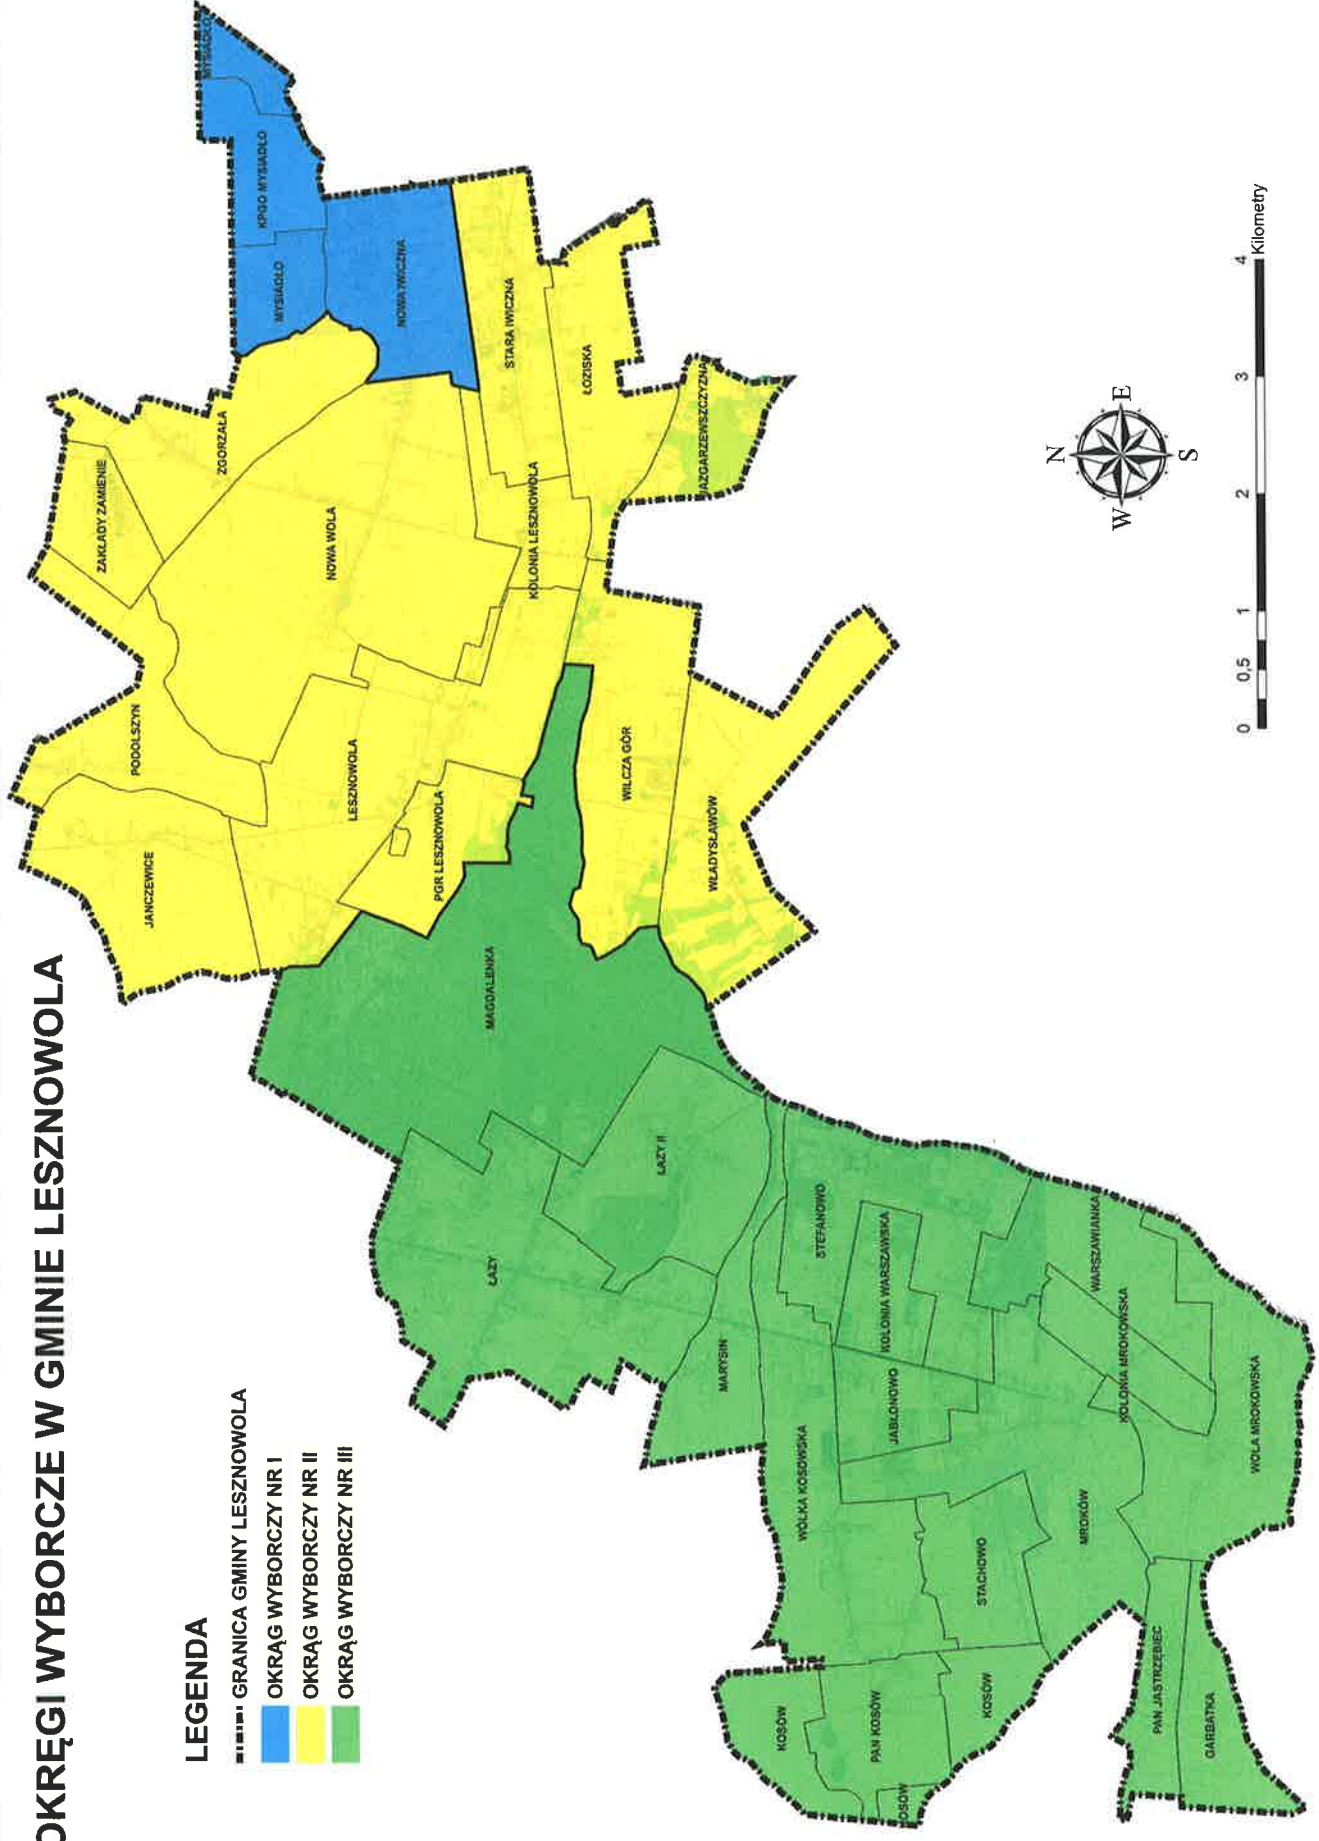 OKRĘGI WYBORCZE W GMINIE LESZNOWOLA
LEGENDA
GRANICA GMINY LESZNOWOLA
OKRĄG WYBORCZY NR I
OKRĄG WYBORCZY NR II
OKRĄG WYBORCZY NR III
MYSIADŁO
KPGO MYSIADŁO
MYSIADŁO
NOWA IWICZNA
STARA IWICZNA
ŁOZISKA
JAZGARZEWSZCZYZNA
ZGORZAŁA
ZAKŁADY ZAMIENIE
NOWA WOLA
KOLONIA LESZNOWOLA
PODOLSZYN
LESZNOWOLA
JANCZEWICE
PGR LESZNOWOLA
WILCZA GÓR
WŁADYSŁAWÓW
MAGDALENKA
ŁAZY II
ŁAZY
STEFANOWO
KOLONIA WARSZAWSKA
WARSZAWIANKA
KOLONIA MROKOWSKA
MARYSIN
JABŁONOWO
WOLA MROKOWSKA
WÓLKA KOSOWSKA
MROKÓW
STACHOWO
KOSÓW
PAN KOSÓW
KOSÓW
OSÓW
PAN JASTRZĘBIEC
GARBATKA
N
W
E
S
0
0,5
1
2
3
4
Kilometry